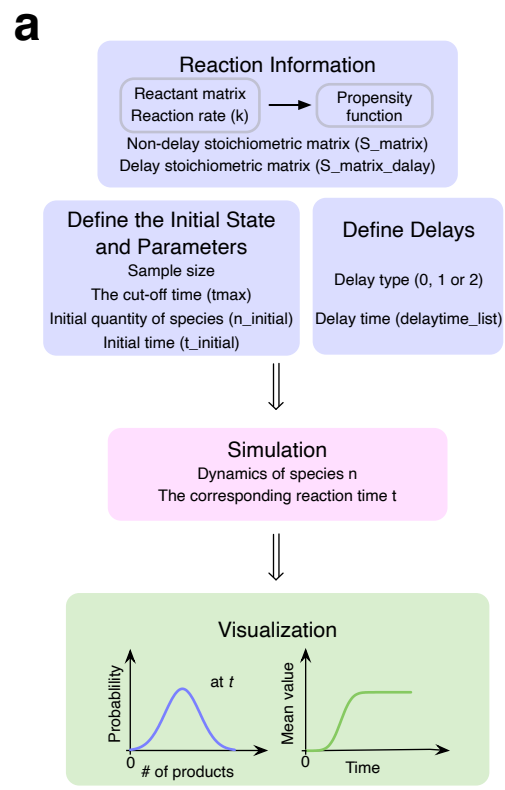 a
Reaction Information
Reactant matrix
Reaction rate (k)
Propensity
function
Non-delay stoichiometric matrix (S_matrix)
Delay stoichiometric matrix (S_matrix_dalay)
Define the Initial State
and Parameters
Sample size
The cut-off time (tmax)
Initial quantity of species (n_initial)
Initial time (t_initial)
Define Delays
Delay type (0, 1 or 2)
Delay time (delaytime_list)
Simulation
Dynamics of species n
The corresponding reaction time t
Visualization
Probablility
at t
0
# of products
Mean value
0
Time